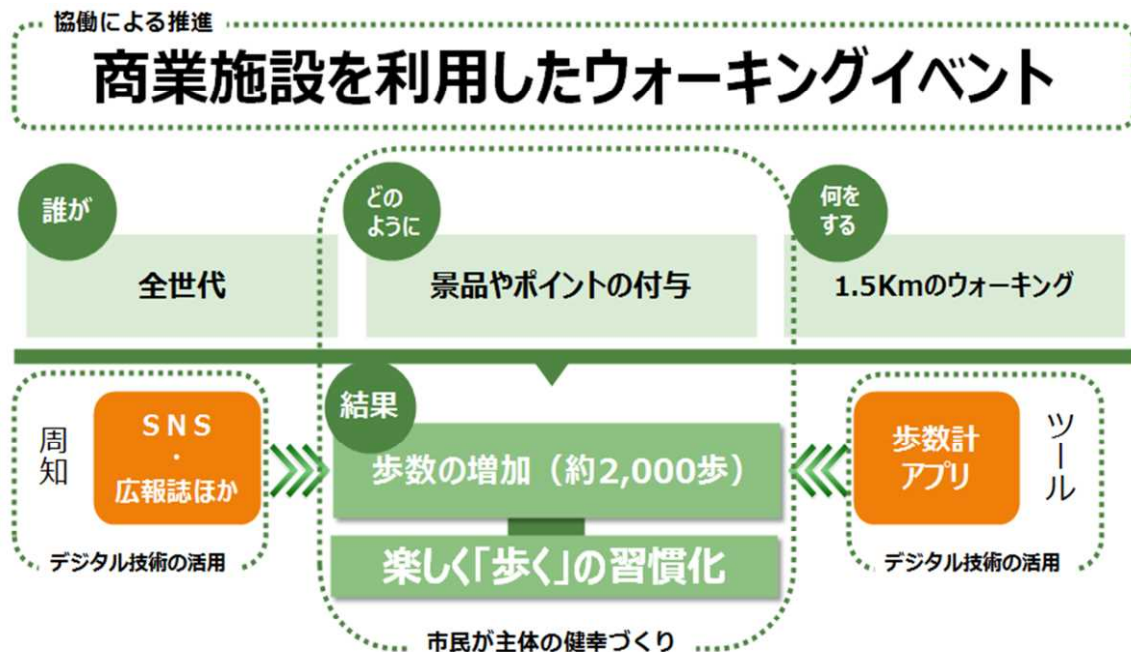 協働による推進
商業施設を利用したウォーキングイベント
誰が
全世代
どの
ように
景品やポイントの付与
何を
する
1.5Kmのウォーキング
周知
SNS
・
広報誌ほか
デジタル技術の活用
結果
歩数の増加（約2,000歩）
楽しく「歩く」の習慣化
市民が主体の健幸づくり
歩数計
アプリ
ツール
デジタル技術の活用